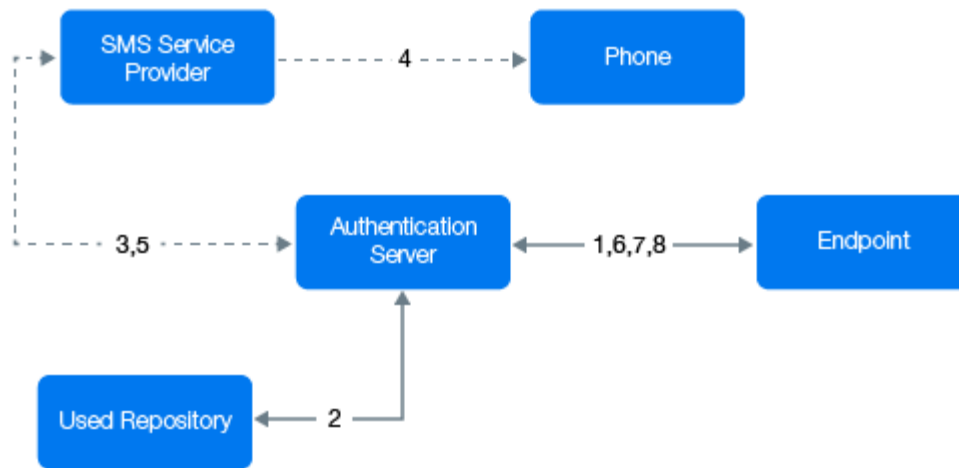 SMS Service
Provider
4
Phone
3,5
Authentication
Server
1,6,7,8
Endpoint
Used Repository
2